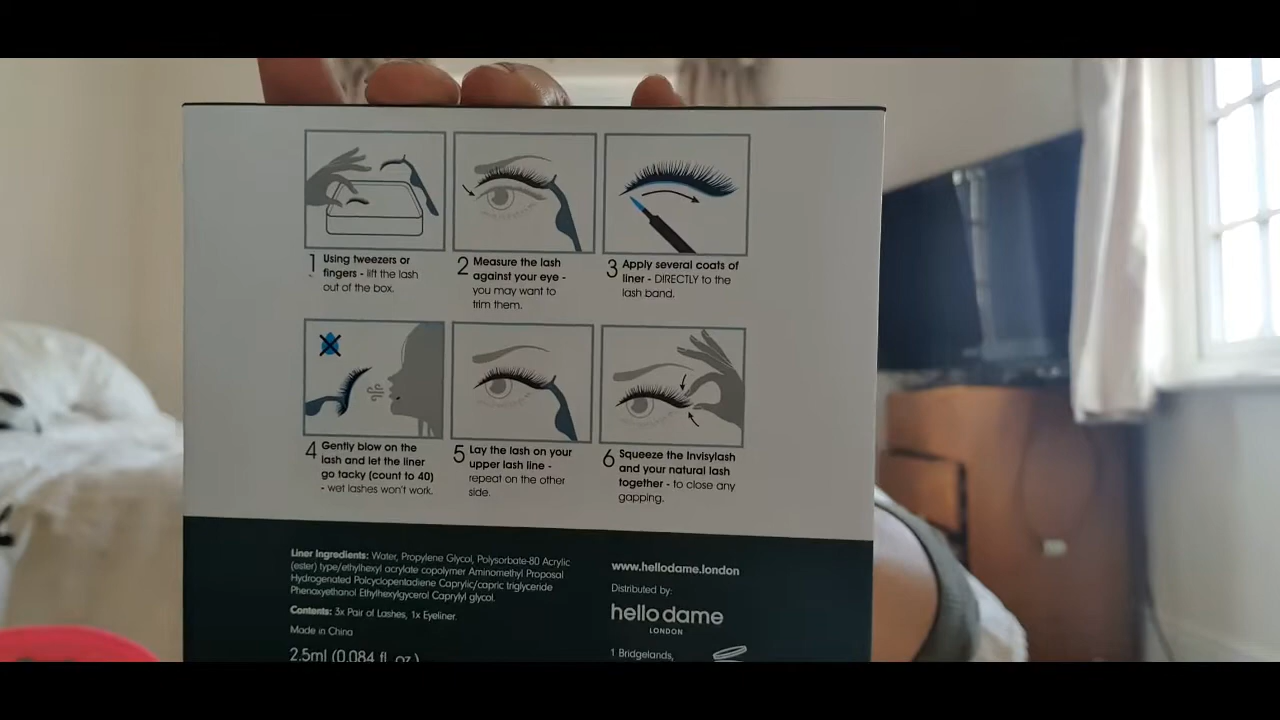 1 Using tweezers or
fingers - lift the lash
out of the box.
2 Measure the lash
against your eye -
you may want to
trim them.
3 Apply several coats of
liner - DIRECTLY to the
lash band.
4 Gently blow on the
lash and let the liner
go tacky (count to 40)
- wet lashes won't work.
5 Lay the lash on your
upper lash line -
repeat on the other
side.
6 Squeeze the Invisylash
and your natural lash
together - to close any
gapping.
Liner Ingredients: Water, Propylene Glycol, Polysorbate-80 Acrylic
(ester) type/ethylhexyl acrylate copolymer Aminomethyl Proposal
Hydrogenated Polcyclopentadiene Caprylic/capric triglyceride
Phenoxyethanol Ethylhexylgycerol Caprylyl glycol.
Contents: 3x Pair of Lashes, 1x Eyeliner.
Made in China
2.5ml (0.084 fl. oz.)
www.hellodame.london
Distributed by:
hello dame
LONDON
1 Bridgelands,